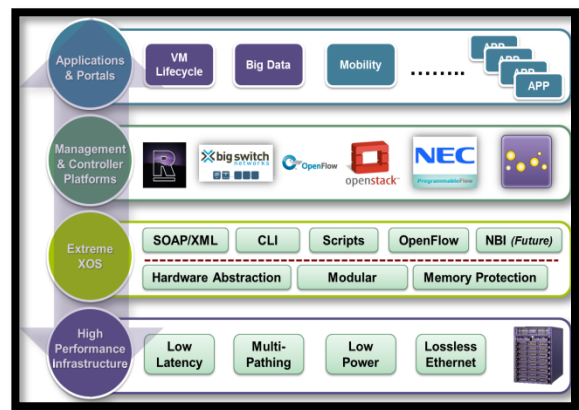 Applications
& Portals
VM
Lifecycle
Big Data
Mobility
........
APP
APP
APP
APP
Management
& Controller
Platforms
R
big switch
networks
OpenFlow
openstack
NEC
ProgrammableFlow
Extreme
XOS
SOAP/XML
CLI
Scripts
OpenFlow
NBI (Future)
Hardware Abstraction
Modular
Memory Protection
High
Performance
Infrastructure
Low
Latency
Multi-
Pathing
Low
Power
Lossless
Ethernet